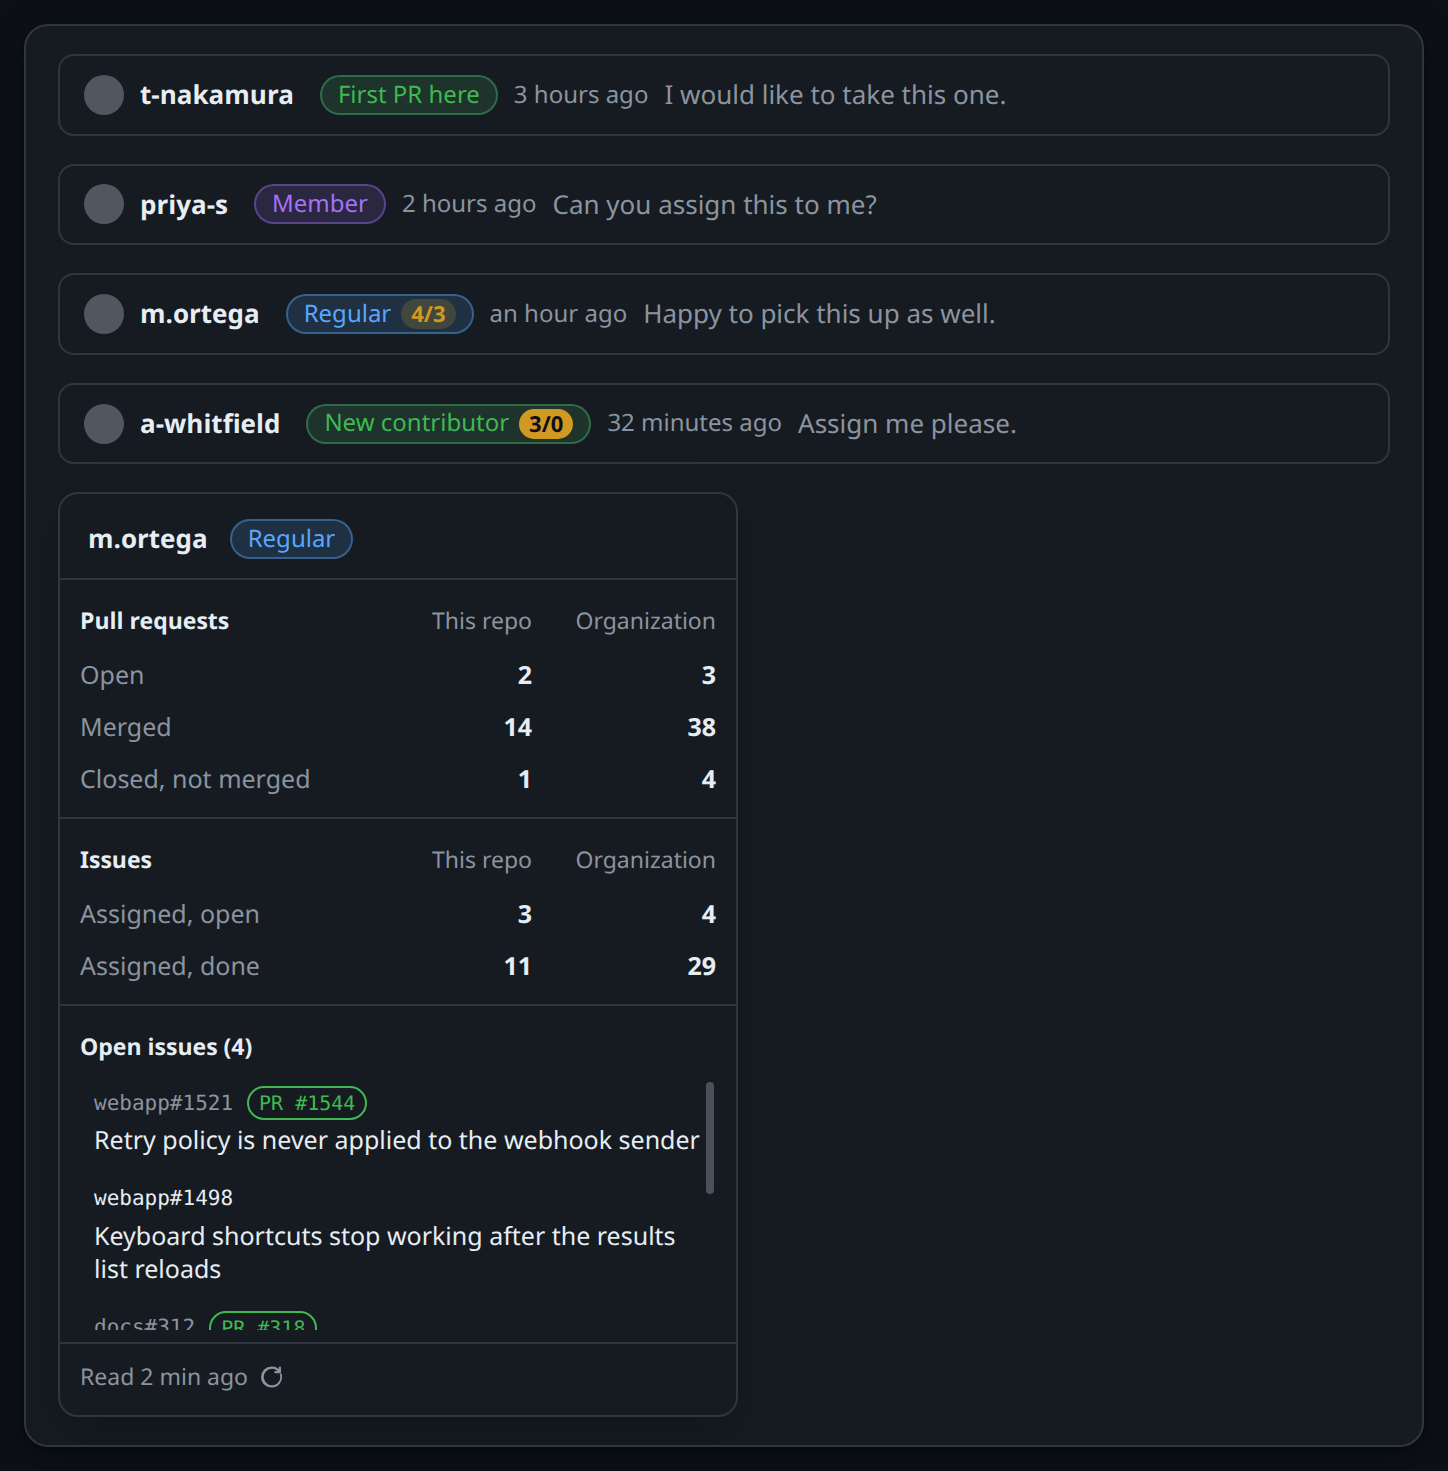 t-nakamura First PR here 3 hours ago I would like to take this one.
priya-s Member 2 hours ago Can you assign this to me?
m.ortega Regular 4/3 an hour ago Happy to pick this up as well.
a-whitfield New contributor 3/0 32 minutes ago Assign me please.
m.ortega Regular
Pull requests This repo Organization
Open 2 3
Merged 14 38
Closed, not merged 1 4
Issues This repo Organization
Assigned, open 3 4
Assigned, done 11 29
Open issues (4)
webapp#1521 PR #1544
Retry policy is never applied to the webhook sender
webapp#1498
Keyboard shortcuts stop working after the results
list reloads
docs#312 PR #318
Read 2 min ago